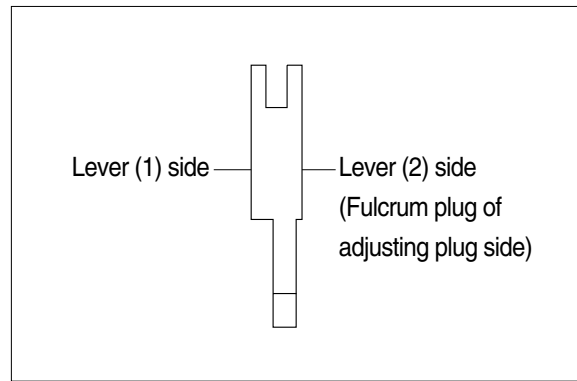 Lever (1) side
Lever (2) side
(Fulcrum plug of
adjusting plug side)